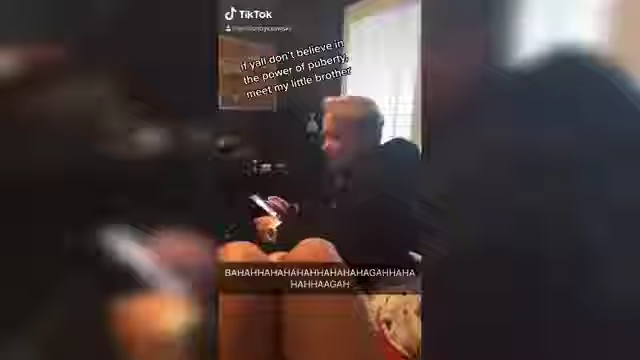 TikTok
if yall don't believe in
the power of puberty,
meet my little brother
BAHAHHAHAHAHAHHAHAHAHAGAHHAHA
HAHHAAGAH